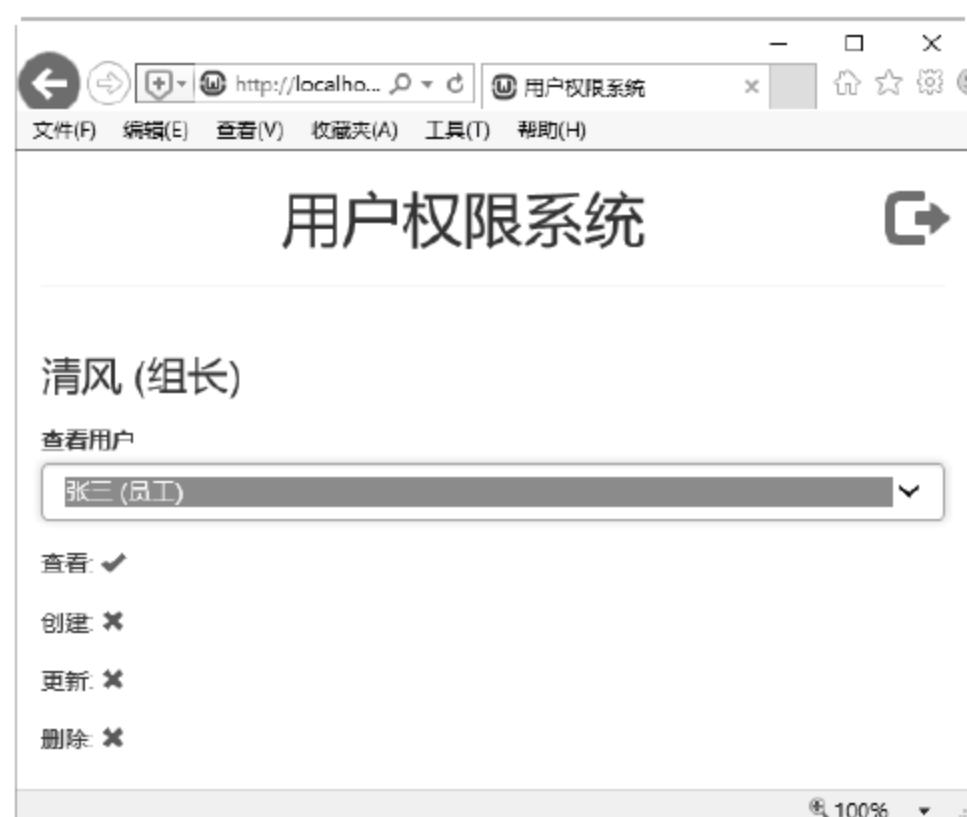 http://localho...
用户权限系统
文件(F) 编辑(E) 查看(V) 收藏夹(A) 工具(T) 帮助(H)
用户权限系统
清风 (组长)
查看用户
张三 (员工)
查看:
创建:
更新:
删除:
100%